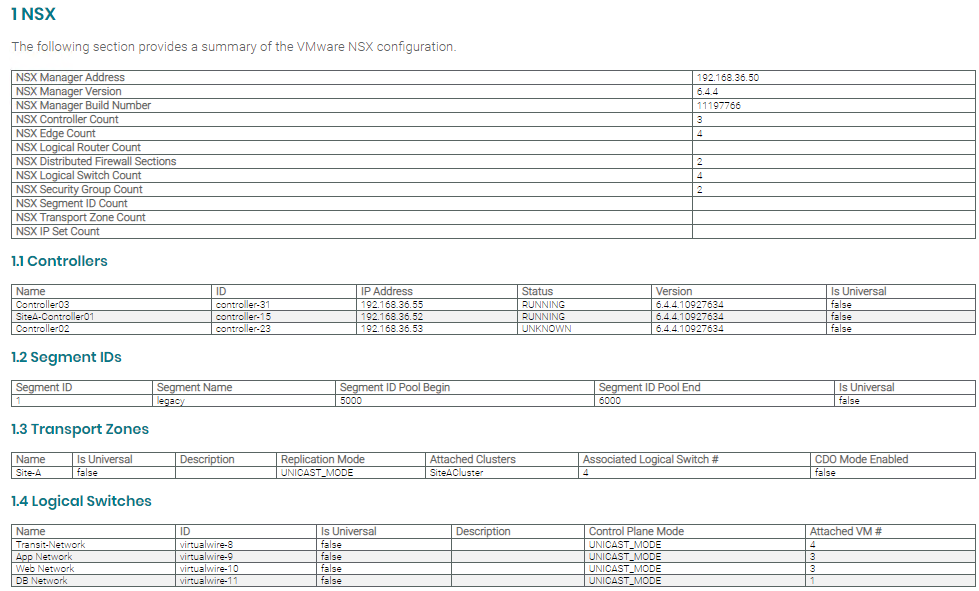 1 NSX
The following section provides a summary of the VMware NSX configuration.
NSX Manager Address 192.168.36.50
NSX Manager Version 6.4.4
NSX Manager Build Number 11197766
NSX Controller Count 3
NSX Edge Count 4
NSX Logical Router Count
NSX Distributed Firewall Sections 2
NSX Logical Switch Count 4
NSX Security Group Count 2
NSX Segment ID Count
NSX Transport Zone Count
NSX IP Set Count
1.1 Controllers
Name ID IP Address Status Version Is Universal
Controller03 controller-31 192.168.36.55 RUNNING 6.4.4.10927634 false
SiteA-Controller01 controller-15 192.168.36.52 RUNNING 6.4.4.10927634 false
Controller02 controller-23 192.168.36.53 UNKNOWN 6.4.4.10927634 false
1.2 Segment IDs
Segment ID Segment Name Segment ID Pool Begin Segment ID Pool End Is Universal
1 legacy 5000 6000 false
1.3 Transport Zones
Name Is Universal Description Replication Mode Attached Clusters Associated Logical Switch # CDO Mode Enabled
Site-A false UNICAST_MODE SiteACluster 4 false
1.4 Logical Switches
Name ID Is Universal Description Control Plane Mode Attached VM #
Transit-Network virtualwire-8 false UNICAST_MODE 4
App Network virtualwire-9 false UNICAST_MODE 3
Web Network virtualwire-10 false UNICAST_MODE 3
DB Network virtualwire-11 false UNICAST_MODE 1